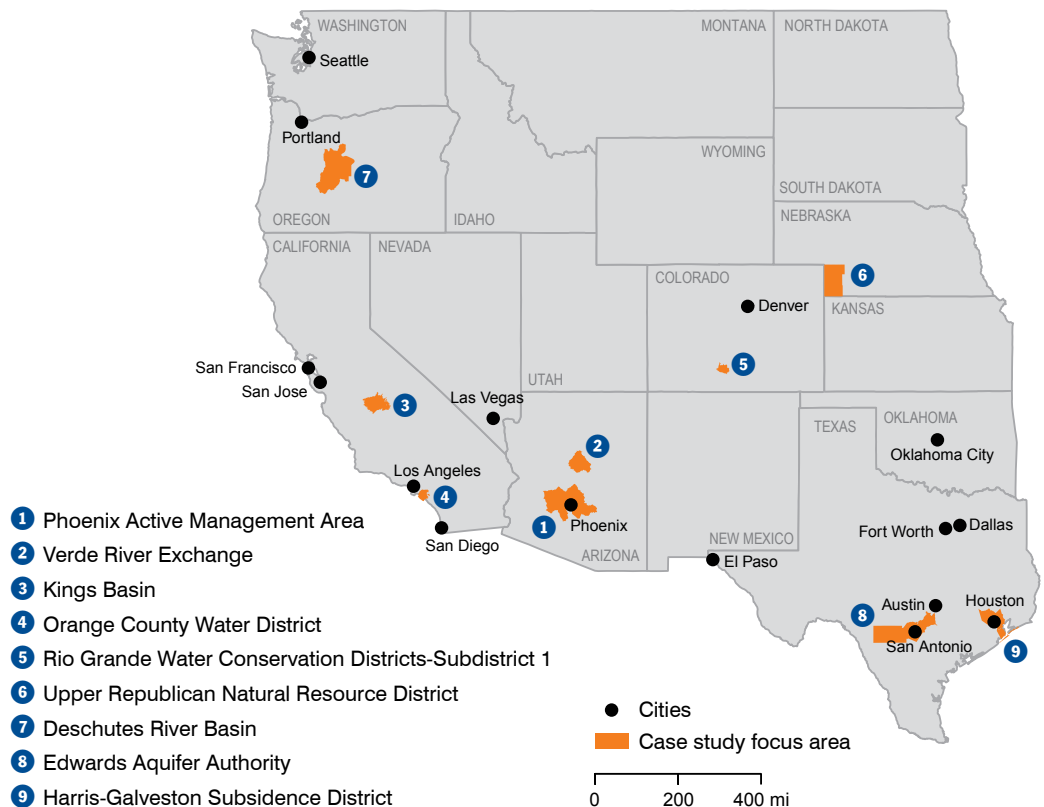 WASHINGTON
MONTANA
NORTH DAKOTA
Seattle
Portland
7
WYOMING
SOUTH DAKOTA
OREGON
IDAHO
NEBRASKA
CALIFORNIA
NEVADA
COLORADO
6
Denver
KANSAS
San Francisco
San Jose
5
UTAH
3
Las Vegas
TEXAS
OKLAHOMA
Oklahoma City
2
Los Angeles
4
1
Phoenix
San Diego
ARIZONA
NEW MEXICO
El Paso
Fort Worth
Dallas
Austin
Houston
8
San Antonio
9
1 Phoenix Active Management Area
2 Verde River Exchange
3 Kings Basin
4 Orange County Water District
5 Rio Grande Water Conservation Districts-Subdistrict 1
6 Upper Republican Natural Resource District
7 Deschutes River Basin
8 Edwards Aquifer Authority
9 Harris-Galveston Subsidence District
Cities
Case study focus area
0 200 400 mi